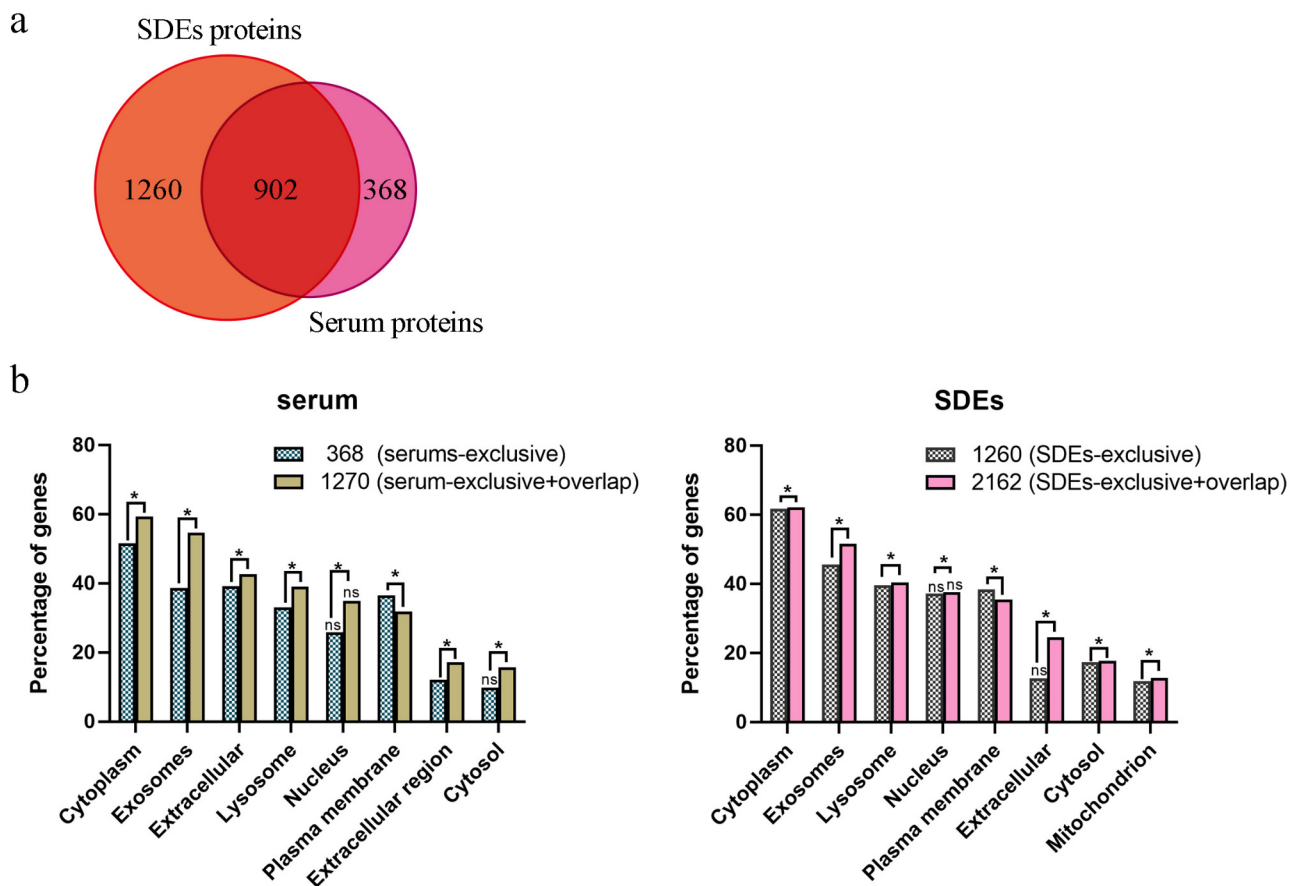 a
SDEs proteins
1260
902
368
Serum proteins
b
serum
368 (serums-exclusive)
1270 (serum-exclusive+overlap)
Percentage of genes
80
60
40
20
0
* * * * * * * *
ns ns ns
Cytoplasm
Exosomes
Extracellular
Lysosome
Nucleus
Plasma membrane
Extracellular region
Cytosol
SDEs
1260 (SDEs-exclusive)
2162 (SDEs-exclusive+overlap)
Percentage of genes
80
60
40
20
0
* * * * * * * *
ns ns ns
Cytoplasm
Exosomes
Lysosome
Nucleus
Plasma membrane
Extracellular
Cytosol
Mitochondrion